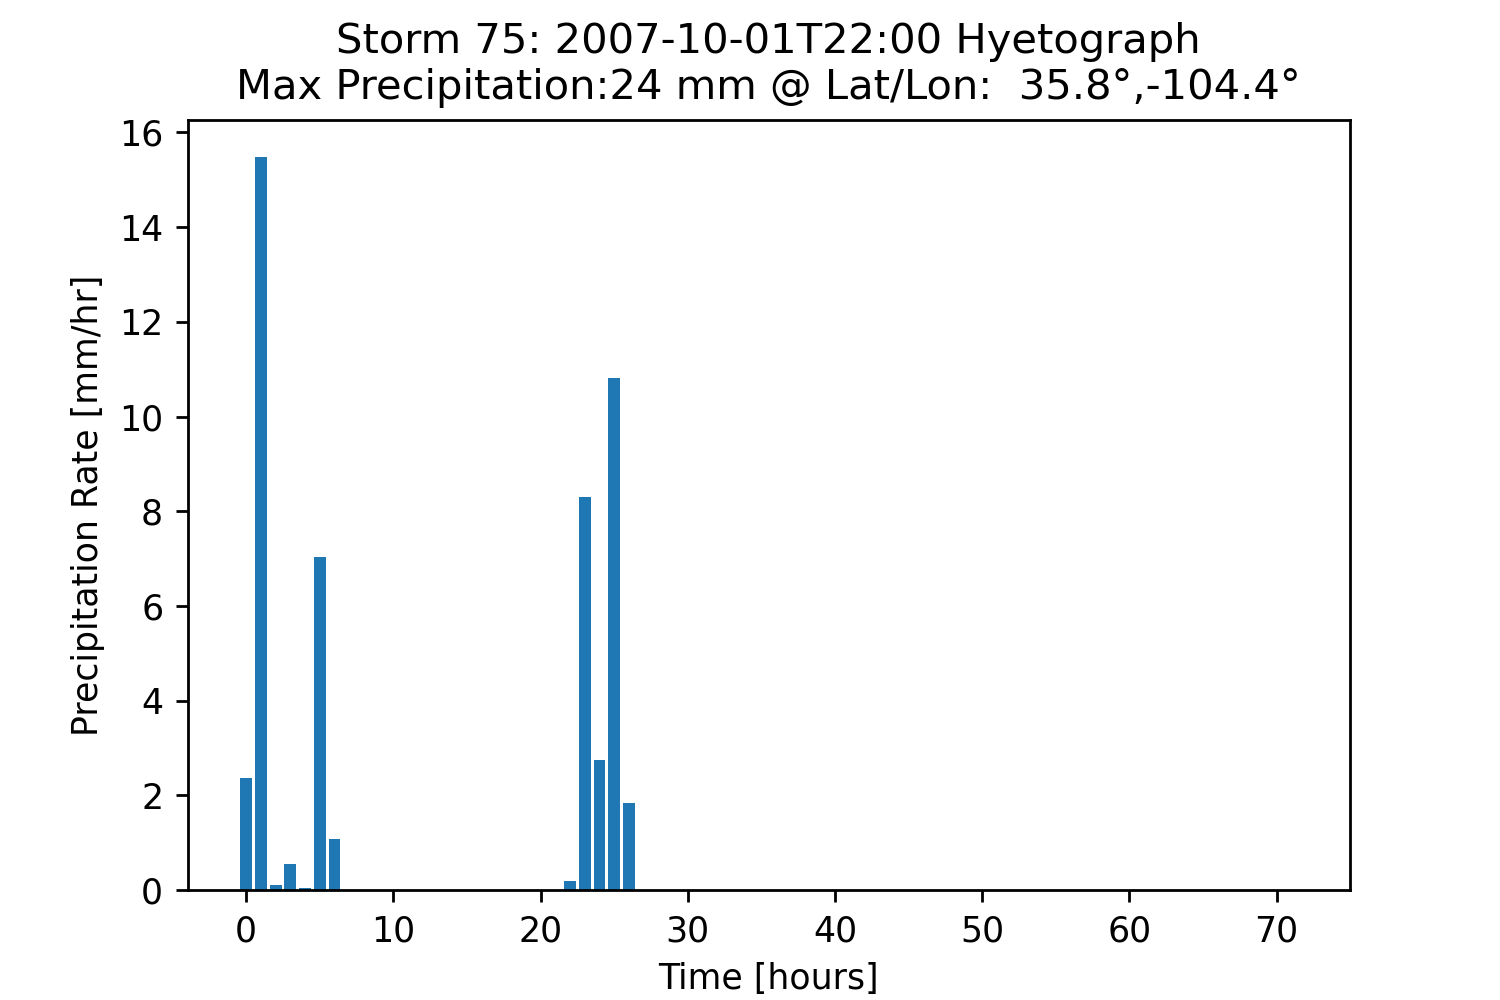 Storm 75: 2007-10-01T22:00 Hyetograph
Max Precipitation:24 mm @ Lat/Lon:  35.8°,-104.4°
16
14
12
10
8
6
4
2
0
Precipitation Rate [mm/hr]
0 10 20 30 40 50 60 70
Time [hours]